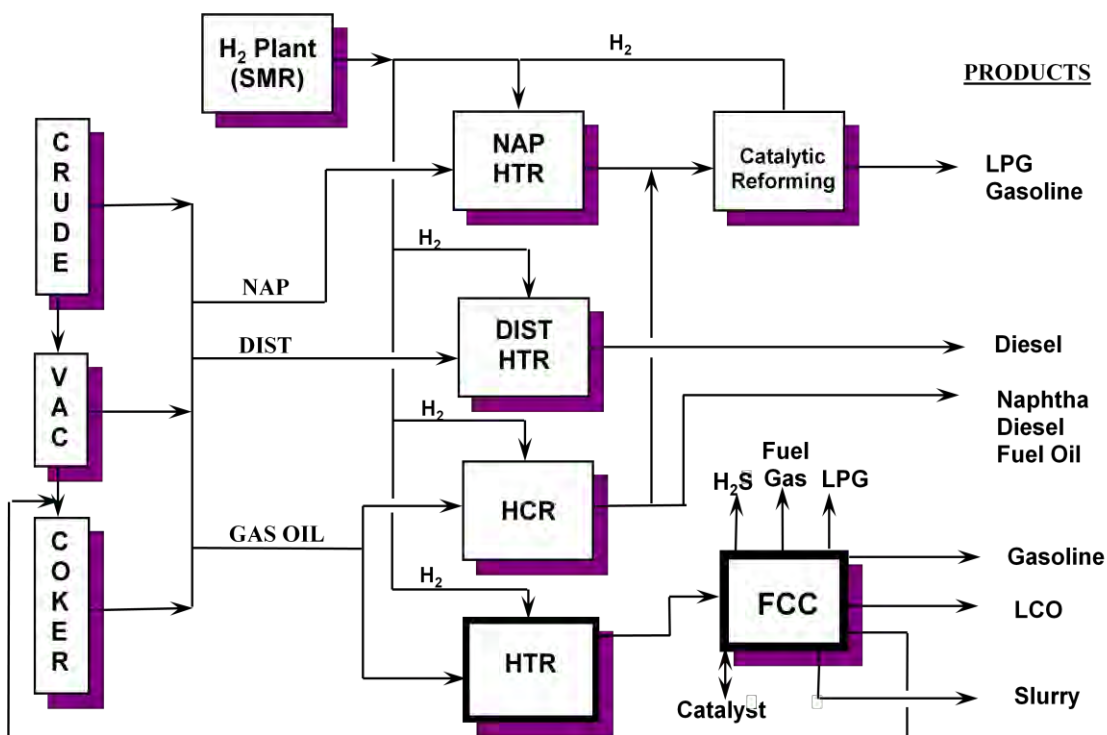 H₂ Plant
(SMR)
H₂
PRODUCTS
C
R
U
D
E
NAP
HTR
Catalytic
Reforming
LPG
Gasoline
H₂
NAP
DIST
DIST
HTR
Diesel
V
A
C
H₂
Naphtha
Diesel
Fuel Oil
Fuel
Gas
H₂S
LPG
HCR
C
O
K
E
R
GAS OIL
Gasoline
H₂
FCC
LCO
HTR
Catalyst
Slurry